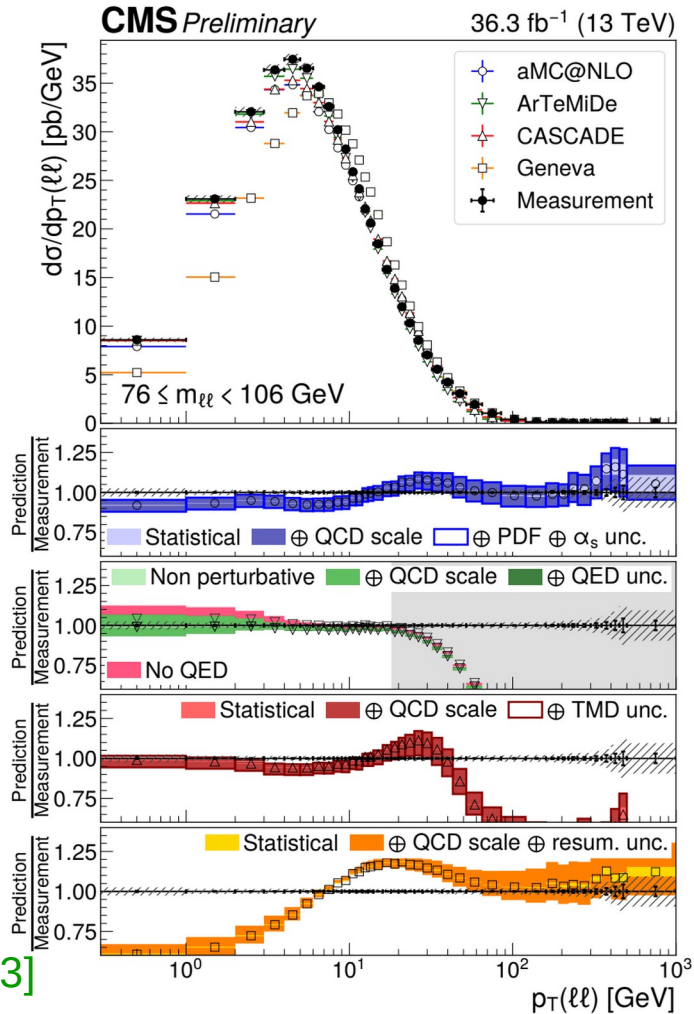 CMS Preliminary 36.3 fb⁻¹ (13 TeV)
dσ/dp_T(ℓℓ) [pb/GeV]
35
30
25
20
15
10
5
0
aMC@NLO
ArTeMiDe
CASCADE
Geneva
Measurement
76 ≤ m_ℓℓ < 106 GeV
Prediction
Measurement
1.25
1.00
0.75
Statistical ⊕ QCD scale ⊕ PDF ⊕ α_s unc.
Prediction
Measurement
1.25
1.00
0.75
Non perturbative ⊕ QCD scale ⊕ QED unc.
No QED
Prediction
Measurement
1.25
1.00
0.75
Statistical ⊕ QCD scale ⊕ TMD unc.
Prediction
Measurement
1.25
1.00
0.75
Statistical ⊕ QCD scale ⊕ resum. unc.
10⁰ 10¹ 10² 10³
p_T(ℓℓ) [GeV]
3]